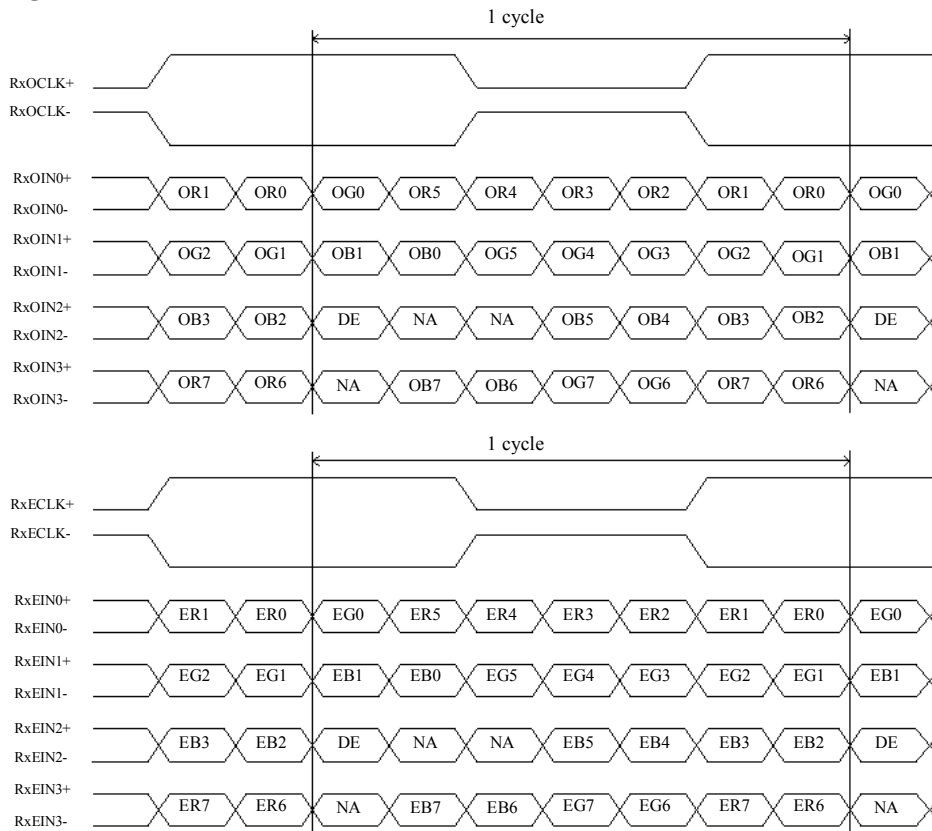 1 cycle
RxOCLK+
RxOCLK-
RxOIN0+
OR1 OR0 OG0 OR5 OR4 OR3 OR2 OR1 OR0 OG0
RxOIN0-
RxOIN1+
OG2 OG1 OB1 OB0 OG5 OG4 OG3 OG2 OG1 OB1
RxOIN1-
RxOIN2+
OB3 OB2 DE NA NA OB5 OB4 OB3 OB2 DE
RxOIN2-
RxOIN3+
OR7 OR6 NA OB7 OB6 OG7 OG6 OR7 OR6 NA
RxOIN3-
1 cycle
RxECLK+
RxECLK-
RxEIN0+
ER1 ER0 EG0 ER5 ER4 ER3 ER2 ER1 ER0 EG0
RxEIN0-
RxEIN1+
EG2 EG1 EB1 EB0 EG5 EG4 EG3 EG2 EG1 EB1
RxEIN1-
RxEIN2+
EB3 EB2 DE NA NA EB5 EB4 EB3 EB2 DE
RxEIN2-
RxEIN3+
ER7 ER6 NA EB7 EB6 EG7 EG6 ER7 ER6 NA
RxEIN3-